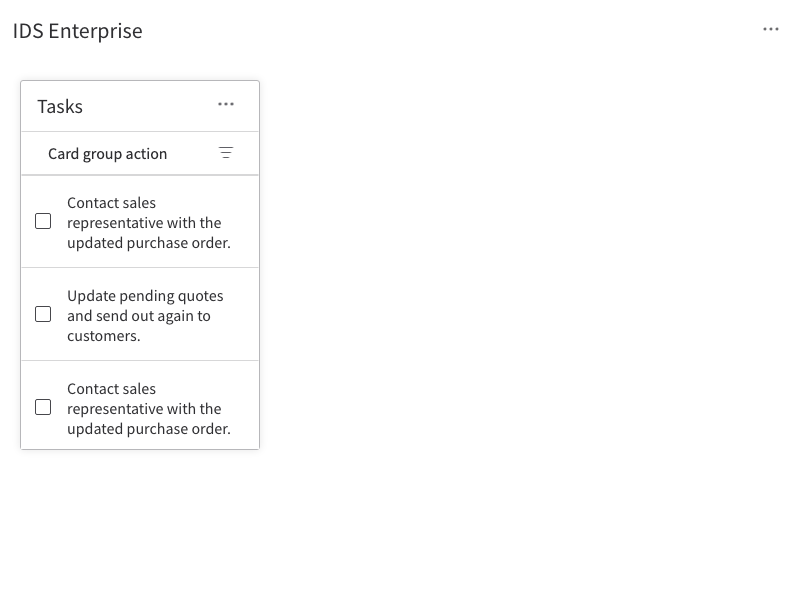 IDS Enterprise
Tasks
Card group action
Contact sales
representative with the
updated purchase order.
Update pending quotes
and send out again to
customers.
Contact sales
representative with the
updated purchase order.